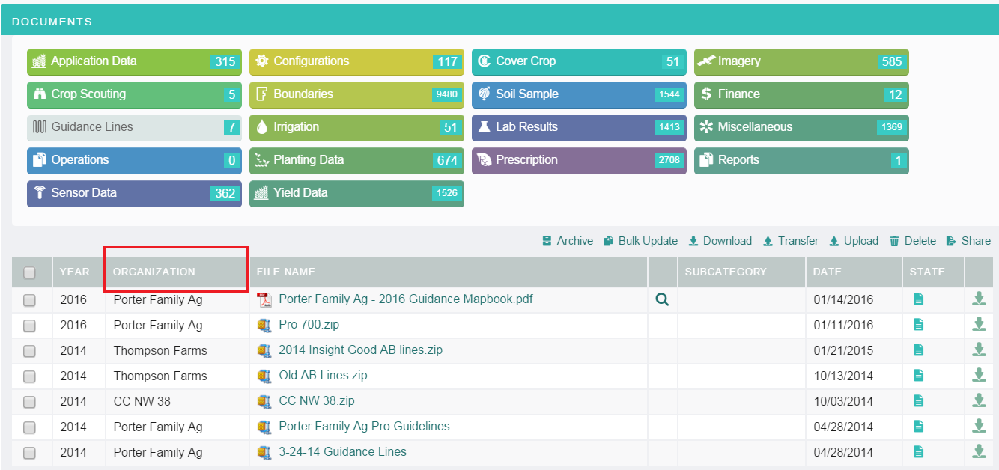 DOCUMENTS
Application Data 315 Configurations 117 Cover Crop 51 Imagery 585
Crop Scouting 5 Boundaries 9480 Soil Sample 1544 Finance 12
Guidance Lines 7 Irrigation 51 Lab Results 1413 Miscellaneous 1369
Operations 0 Planting Data 674 Prescription 2708 Reports 1
Sensor Data 362 Yield Data 1526
Archive Bulk Update Download Transfer Upload Delete Share
YEAR ORGANIZATION FILE NAME SUBCATEGORY DATE STATE
2016 Porter Family Ag Porter Family Ag - 2016 Guidance Mapbook.pdf 01/14/2016
2016 Porter Family Ag Pro 700.zip 01/11/2016
2014 Thompson Farms 2014 Insight Good AB lines.zip 01/21/2015
2014 Thompson Farms Old AB Lines.zip 10/13/2014
2014 CC NW 38 CC NW 38.zip 10/03/2014
2014 Porter Family Ag Porter Family Ag Pro Guidelines 04/28/2014
2014 Porter Family Ag 3-24-14 Guidance Lines 04/28/2014